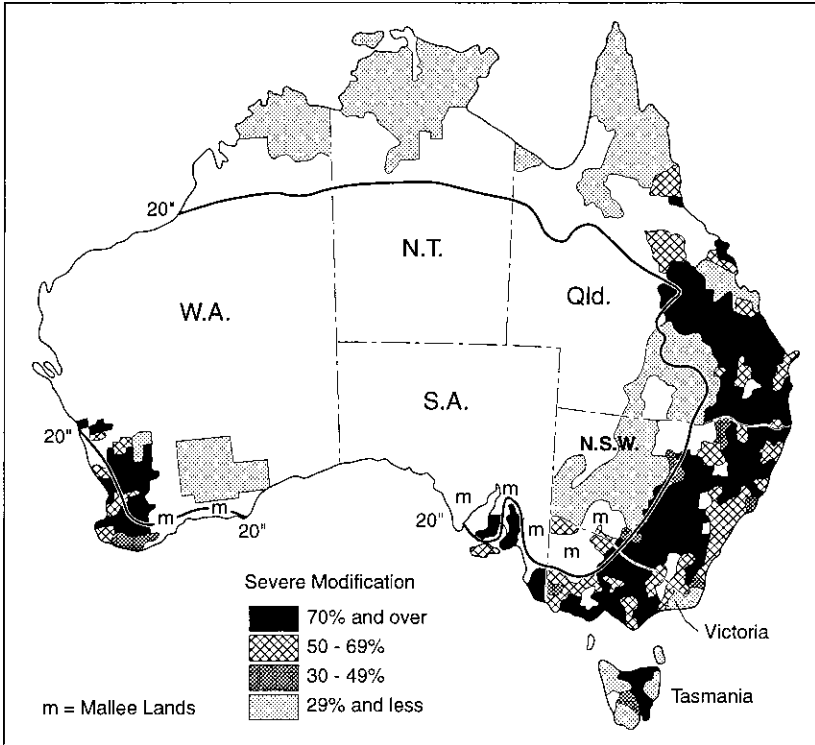 20"
N.T.
W.A.
Qld.
S.A.
20"
N.S.W.
m
m
m
m
m
20"
20"
m
m
Severe Modification
70% and over
50 - 69%
30 - 49%
29% and less
Victoria
m = Mallee Lands
Tasmania